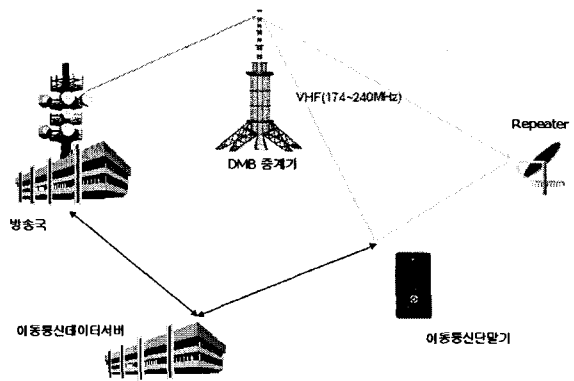 VHF(174~240MHz)
Repeater
DMB 중계기
방송국
이동통신데이터서버
이동통신단말기